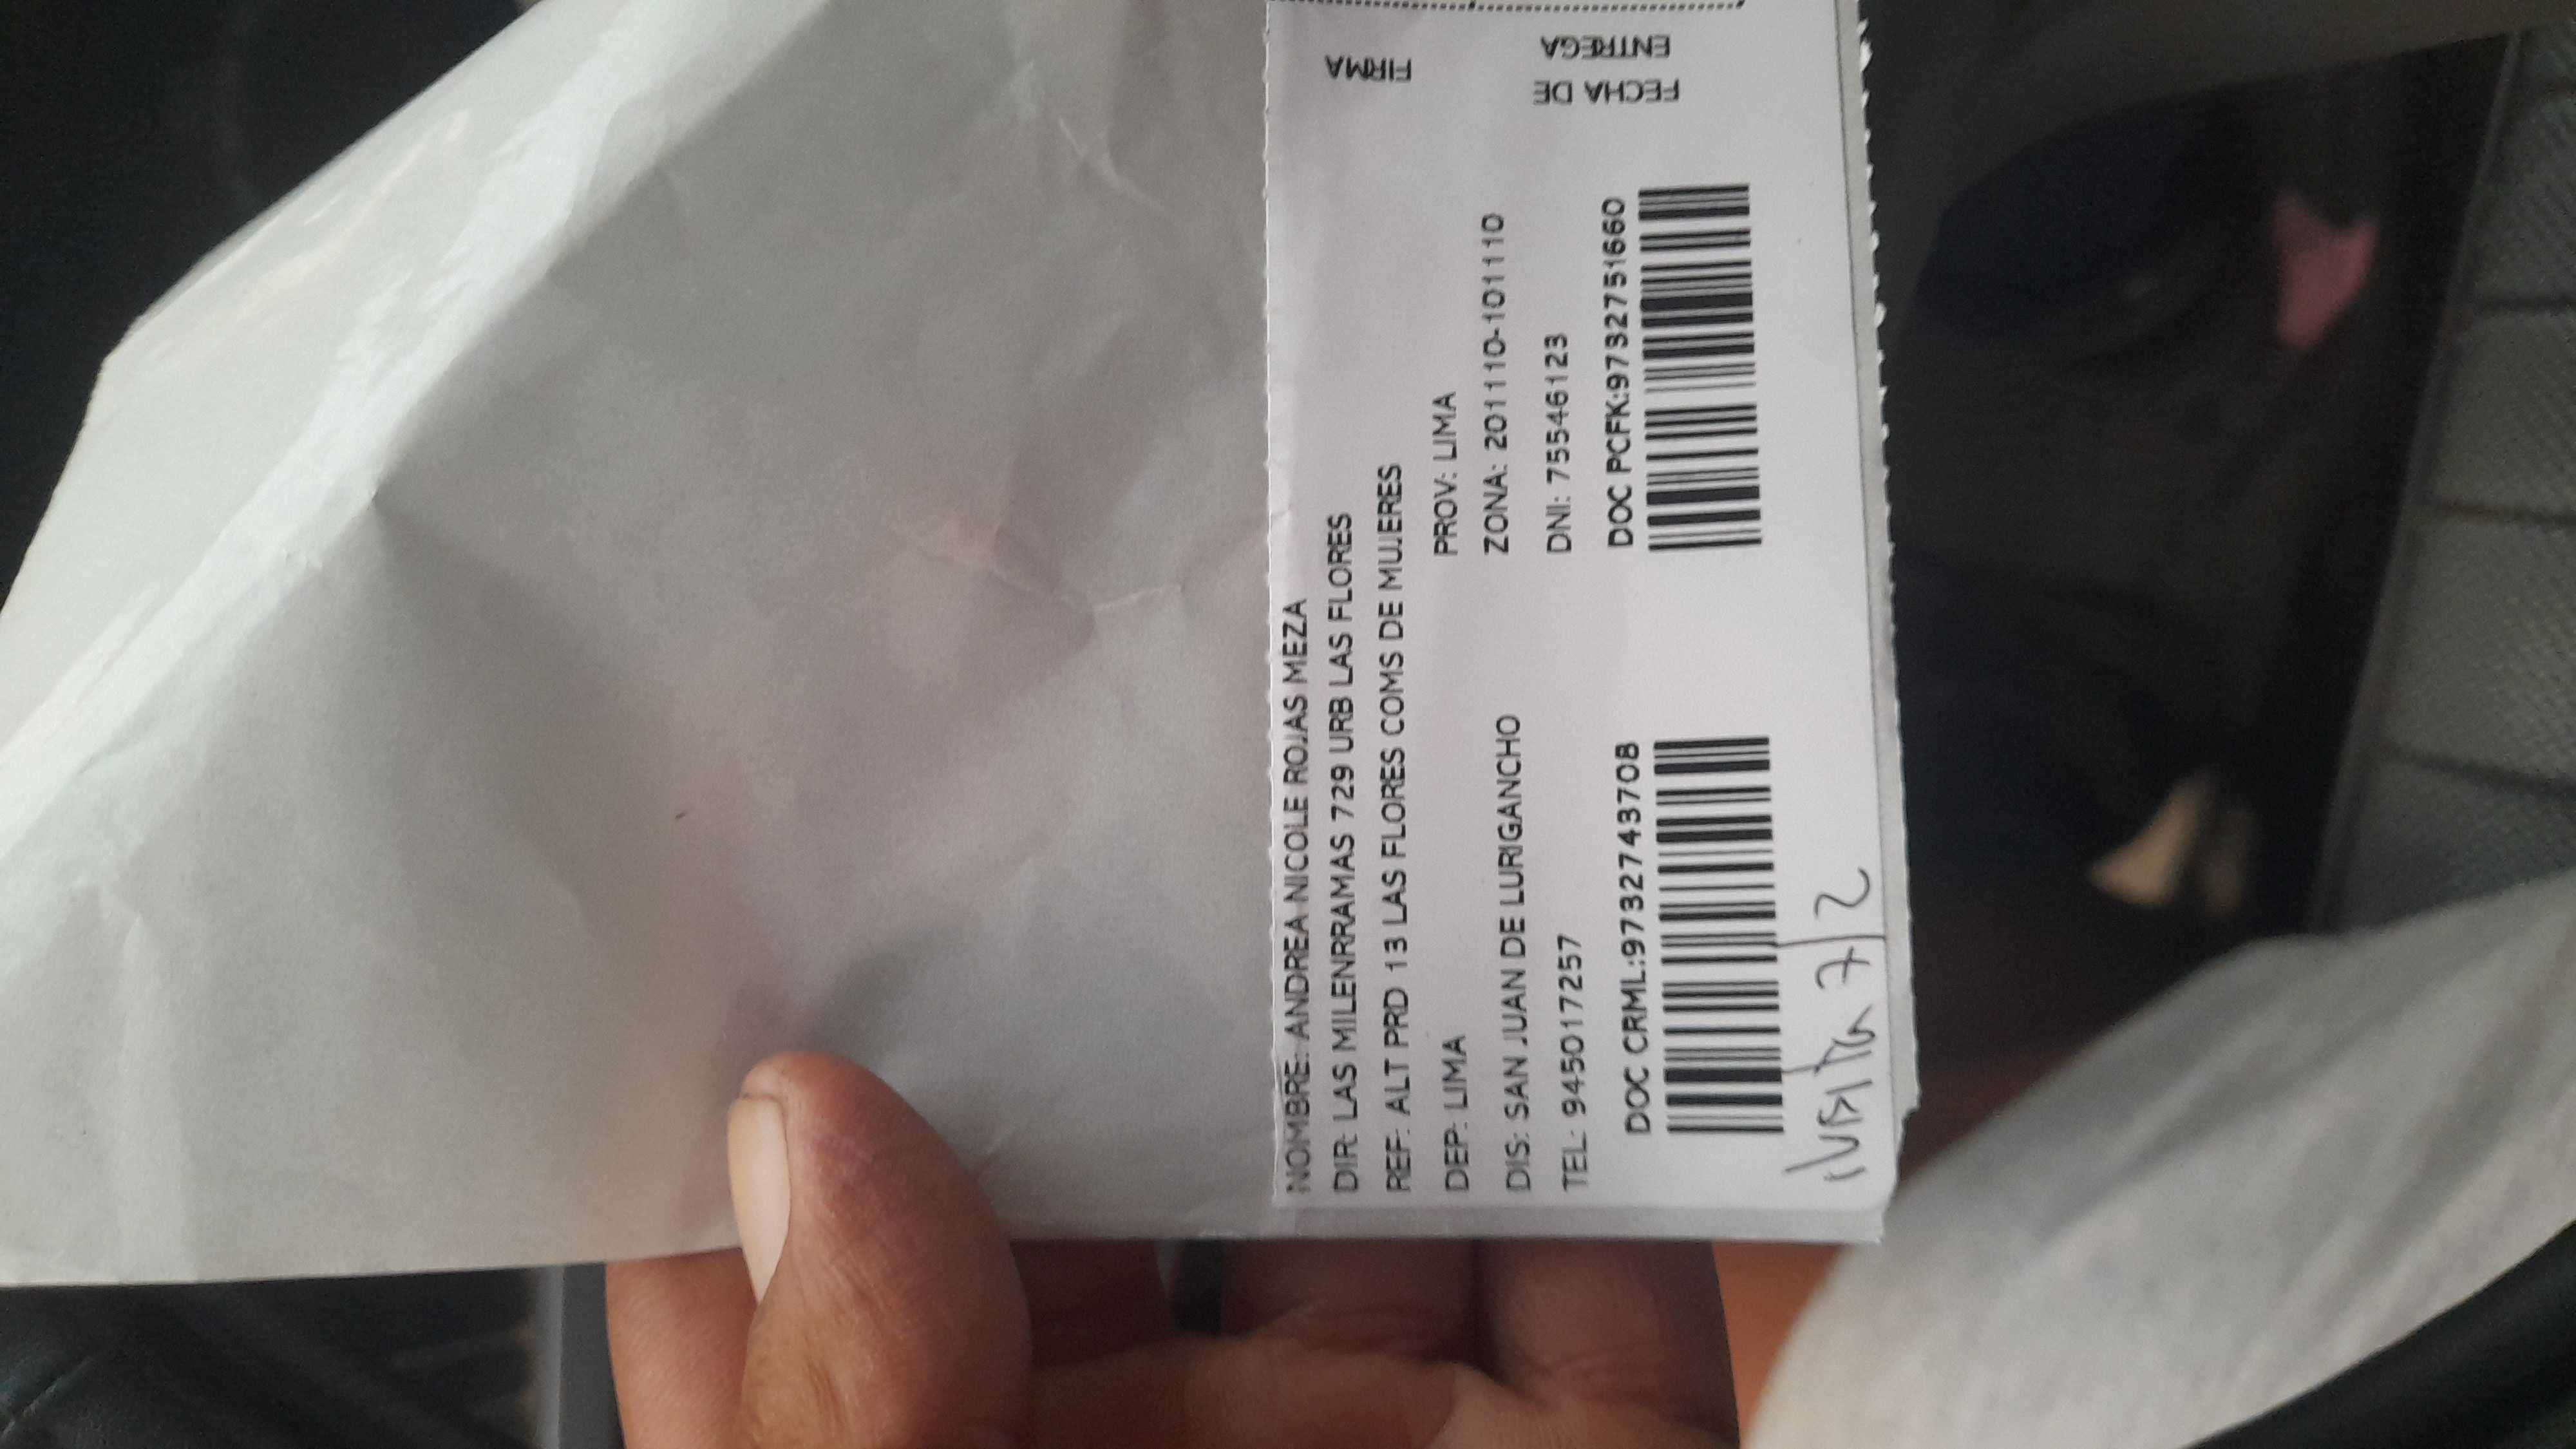 NOMBRE: ANDREA NICOLE ROJAS MEZA
DIR: LAS MILENRRAMAS 729 URB LAS FLORES
REF: ALT PRD 13 LAS FLORES COMS DE MUJERES
DEP: LIMA PROV: LIMA
DIS: SAN JUAN DE LURIGANCHO ZONA: 201110-101110
TEL: 945017257 DNI: 75546123
DOC CRML:9732743708 DOC PCFK:9732751660
7/2
FECHA DE
ENTREGA
FIRMA